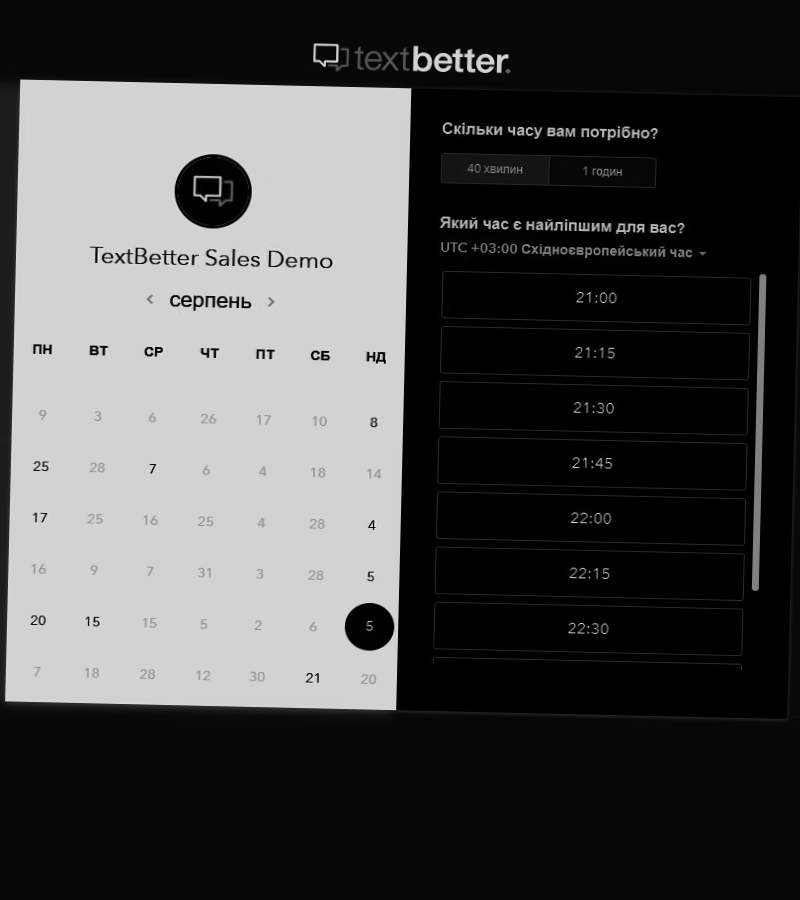 textbetter.
TextBetter Sales Demo
серпень
ПН ВТ СР ЧТ ПТ СБ НД
9 3 6 26 17 10 8
25 28 7 6 4 18 14
17 25 16 25 4 28 4
16 9 7 31 3 28 5
20 15 15 5 2 6 5
7 18 28 12 30 21 20
Скільки часу вам потрібно?
40 хвилин 1 годин
Який час є найліпшим для вас?
UTC +03:00 Східноєвропейський час
21:00
21:15
21:30
21:45
22:00
22:15
22:30